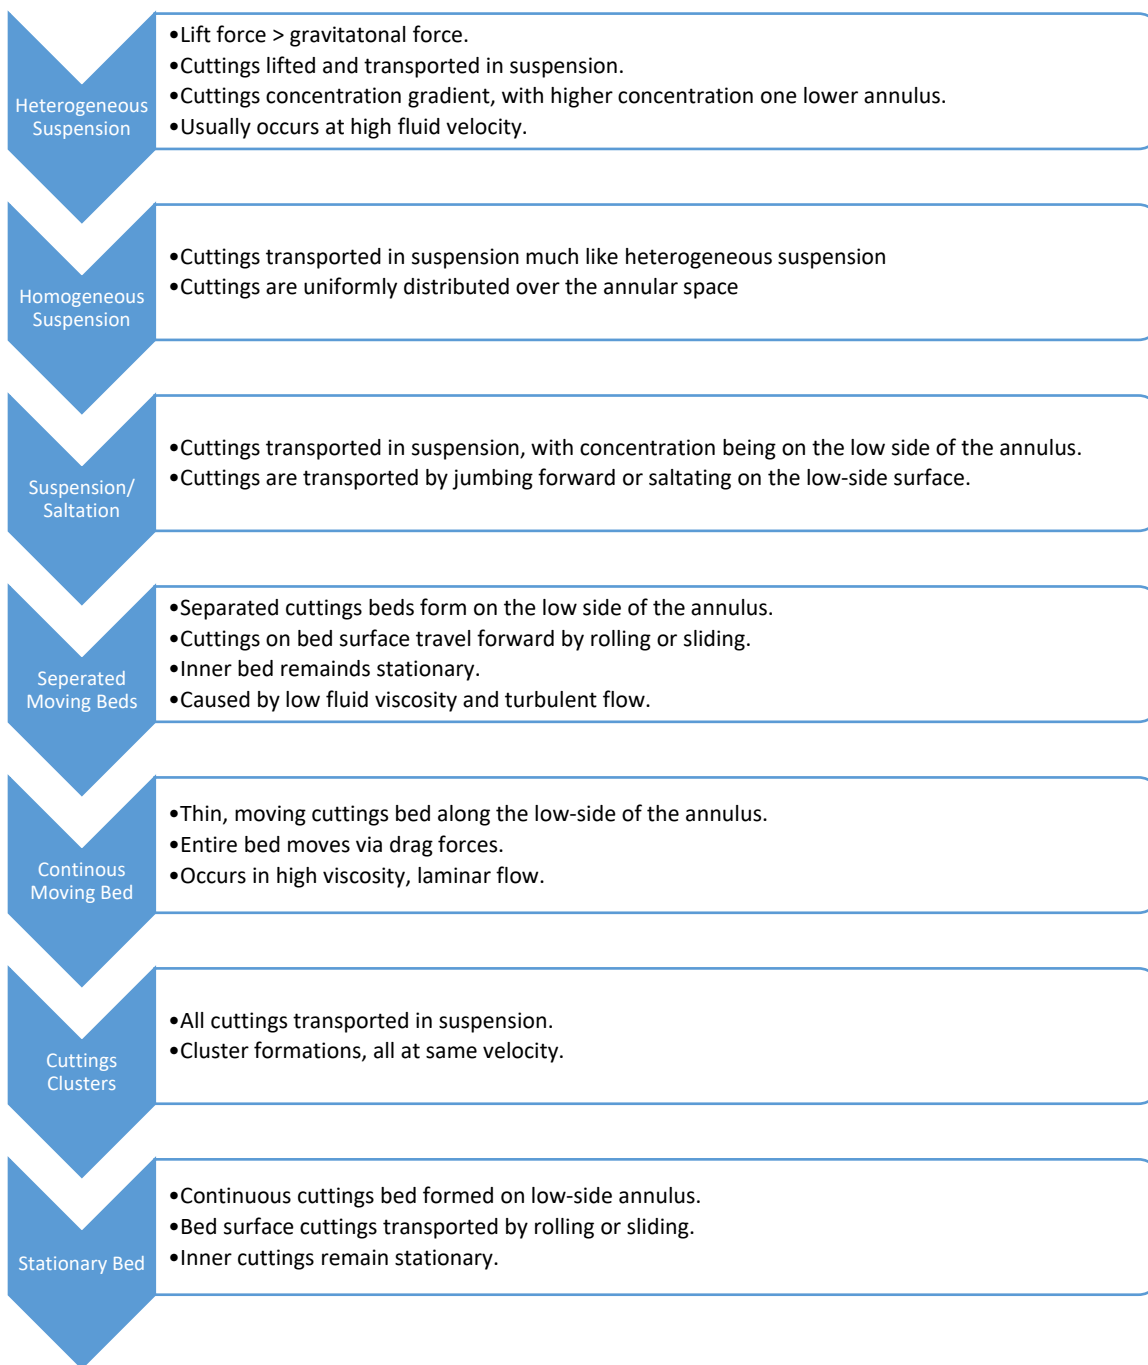 Heterogeneous
Suspension
•Lift force > gravitatonal force.
•Cuttings lifted and transported in suspension.
•Cuttings concentration gradient, with higher concentration one lower annulus.
•Usually occurs at high fluid velocity.
Homogeneous
Suspension
•Cuttings transported in suspension much like heterogeneous suspension
•Cuttings are uniformly distributed over the annular space
Suspension/
Saltation
•Cuttings transported in suspension, with concentration being on the low side of the annulus.
•Cuttings are transported by jumbing forward or saltating on the low-side surface.
Seperated
Moving Beds
•Separated cuttings beds form on the low side of the annulus.
•Cuttings on bed surface travel forward by rolling or sliding.
•Inner bed remainds stationary.
•Caused by low fluid viscosity and turbulent flow.
Continous
Moving Bed
•Thin, moving cuttings bed along the low-side of the annulus.
•Entire bed moves via drag forces.
•Occurs in high viscosity, laminar flow.
Cuttings
Clusters
•All cuttings transported in suspension.
•Cluster formations, all at same velocity.
Stationary Bed
•Continuous cuttings bed formed on low-side annulus.
•Bed surface cuttings transported by rolling or sliding.
•Inner cuttings remain stationary.